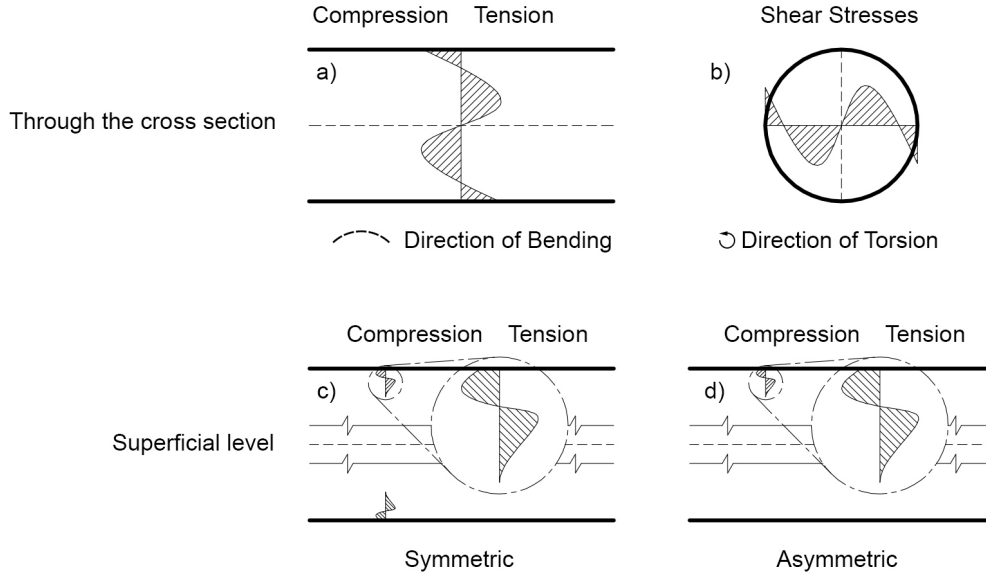 Compression Tension
Shear Stresses
a)
b)
Through the cross section
Direction of Bending
Direction of Torsion
Compression Tension
Compression Tension
c)
d)
Superficial level
Symmetric
Asymmetric